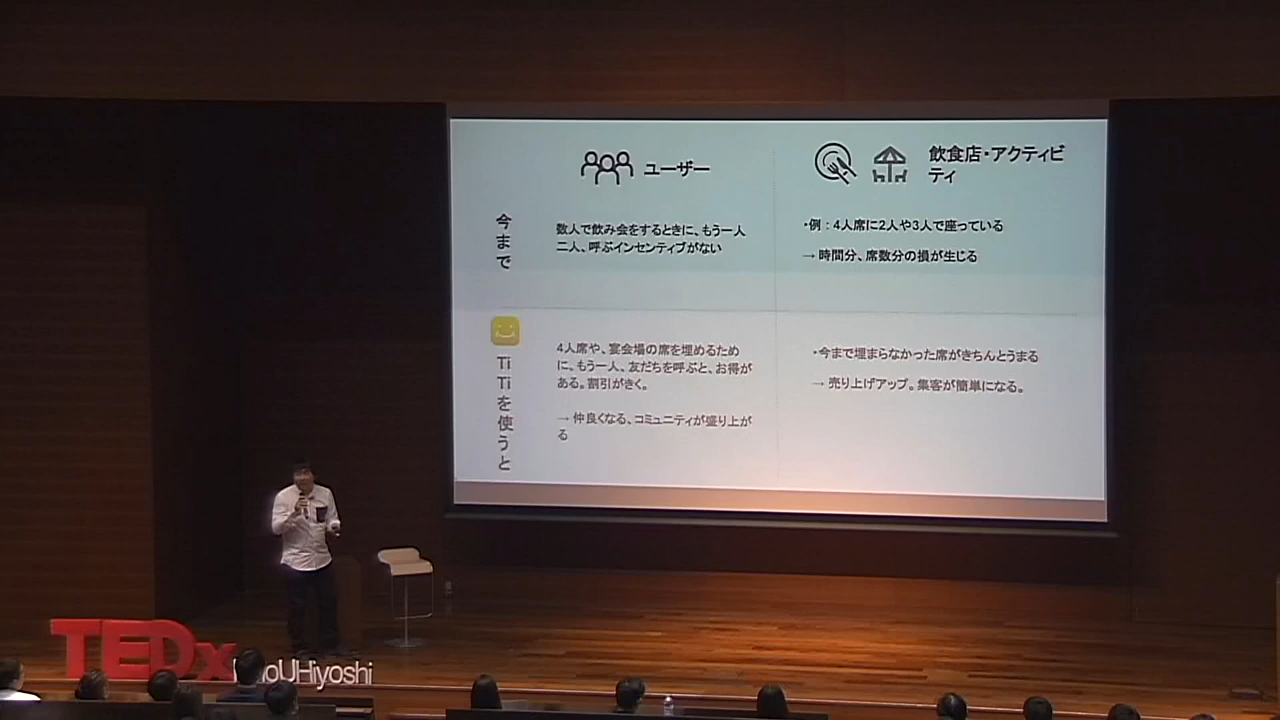 ユーザー
飲食店・アクティビ
ティ
今まで
数人で飲み会をするときに、もう一人
二人、呼ぶインセンティブがない
・例：4人席に2人や3人で座っている
→ 時間分、席数分の損が生じる
TiTiを使うと
4人席や、宴会場の席を埋めるため
に。もう一人、友だちを呼ぶと、お得が
ある。割引がきく。
→ 仲良くなる、コミュニティが盛り上が
る
・今まで埋まらなかった席がきちんとうまる
→ 売り上げアップ。集客が簡単になる。
TEDx
oUHiyoshi